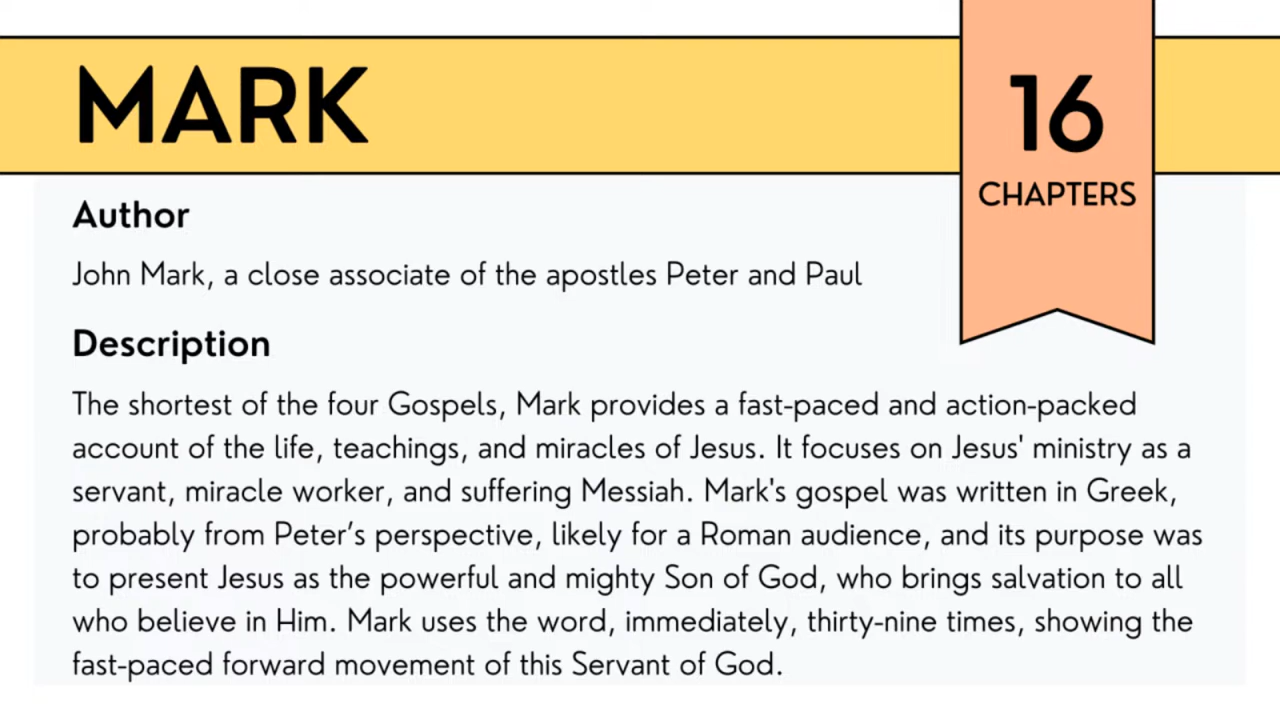 MARK
16
CHAPTERS
Author
John Mark, a close associate of the apostles Peter and Paul
Description
The shortest of the four Gospels, Mark provides a fast-paced and action-packed
account of the life, teachings, and miracles of Jesus. It focuses on Jesus' ministry as a
servant, miracle worker, and suffering Messiah. Mark's gospel was written in Greek,
probably from Peter’s perspective, likely for a Roman audience, and its purpose was
to present Jesus as the powerful and mighty Son of God, who brings salvation to all
who believe in Him. Mark uses the word, immediately, thirty-nine times, showing the
fast-paced forward movement of this Servant of God.